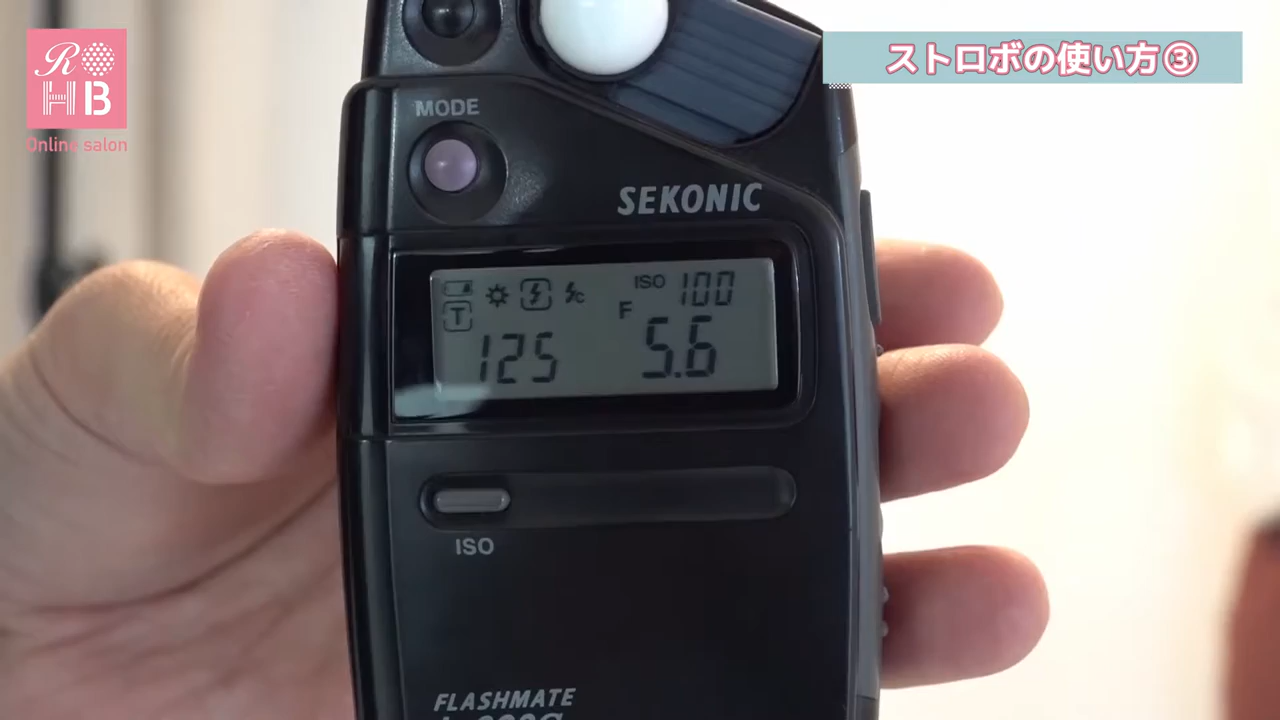 R
HB
Online salon
ストロボの使い方③
MODE
SEKONIC
ISO 100
T
F
125 5.6
ISO
FLASHMATE